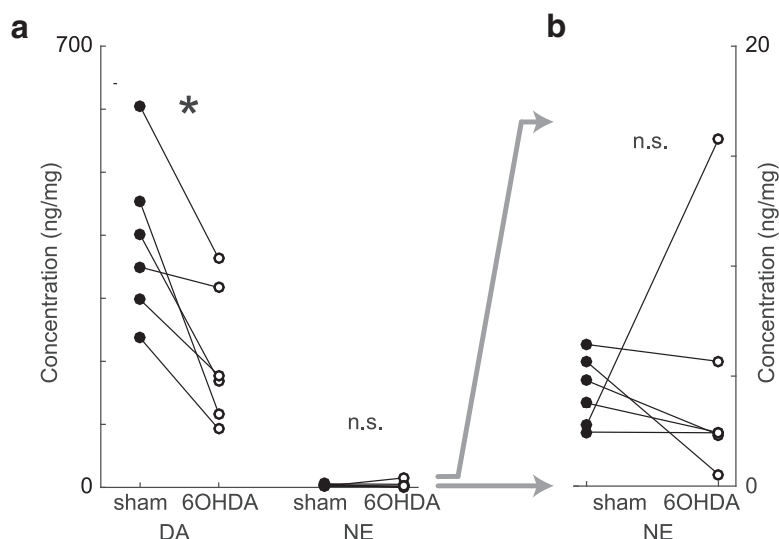 a
700
Concentration (ng/mg)
0
*
n.s.
sham 6OHDA sham 6OHDA
DA NE
b
20
Concentration (ng/mg)
0
n.s.
sham 6OHDA
NE